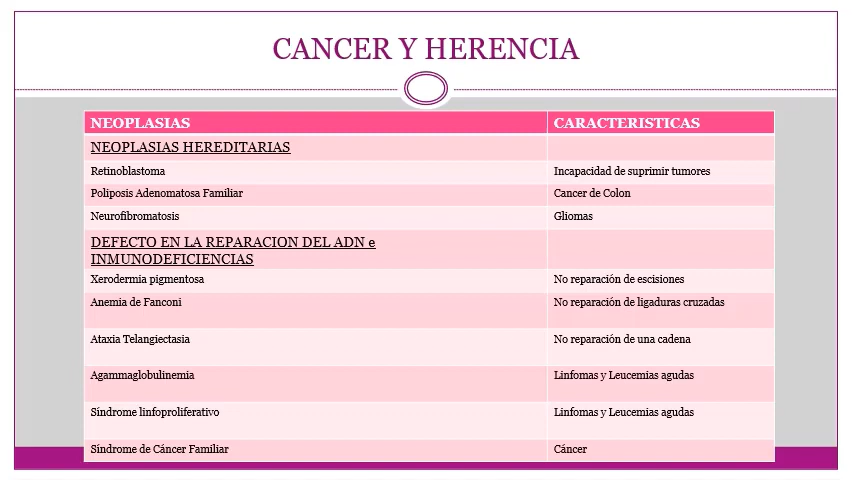 CANCER Y HERENCIA
NEOPLASIAS CARACTERISTICAS
NEOPLASIAS HEREDITARIAS
Retinoblastoma Incapacidad de suprimir tumores
Poliposis Adenomatosa Familiar Cancer de Colon
Neurofibromatosis Gliomas
DEFECTO EN LA REPARACION DEL ADN e
INMUNODEFICIENCIAS
Xerodermia pigmentosa No reparación de escisiones
Anemia de Fanconi No reparación de ligaduras cruzadas
Ataxia Telangiectasia No reparación de una cadena
Agammaglobulinemia Linfomas y Leucemias agudas
Síndrome linfoproliferativo Linfomas y Leucemias agudas
Síndrome de Cáncer Familiar Cáncer